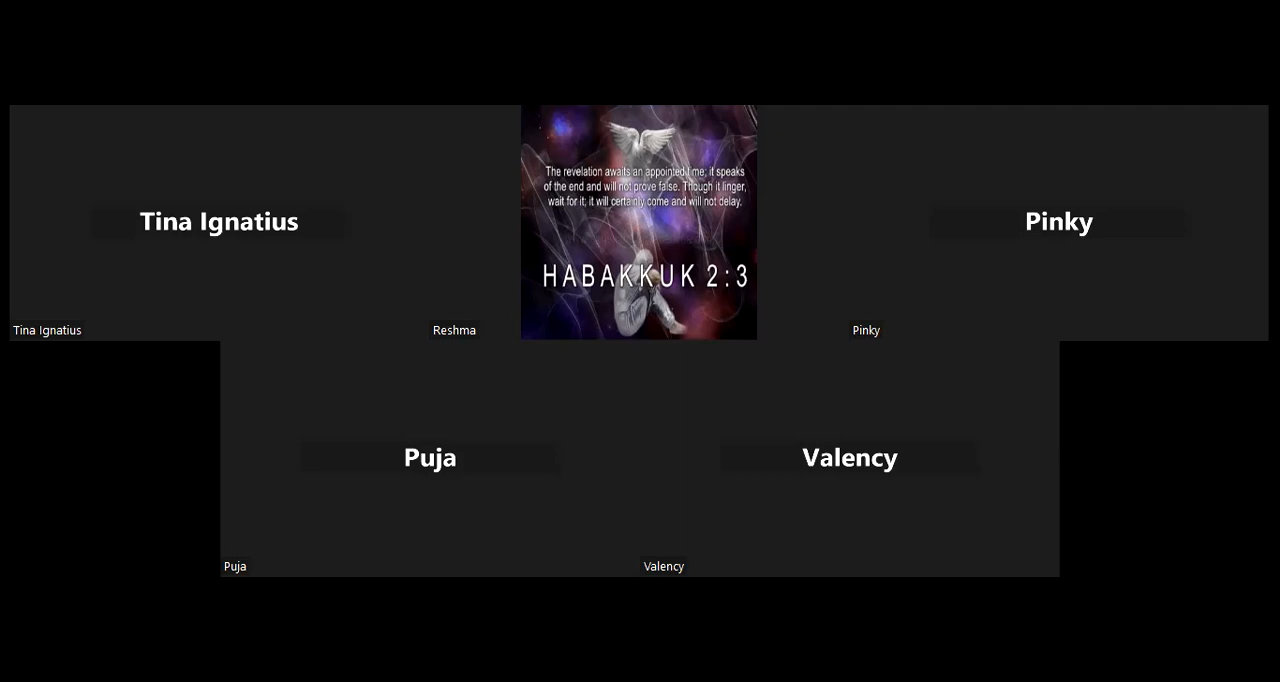 Tina Ignatius
Tina Ignatius
Reshma
The revelation awaits an appointed time; it speaks
of the end and will not prove false. Though it linger,
wait for it; it will certainly come and will not delay.
HABAKKUK 2:3
Pinky
Pinky
Puja
Puja
Valency
Valency